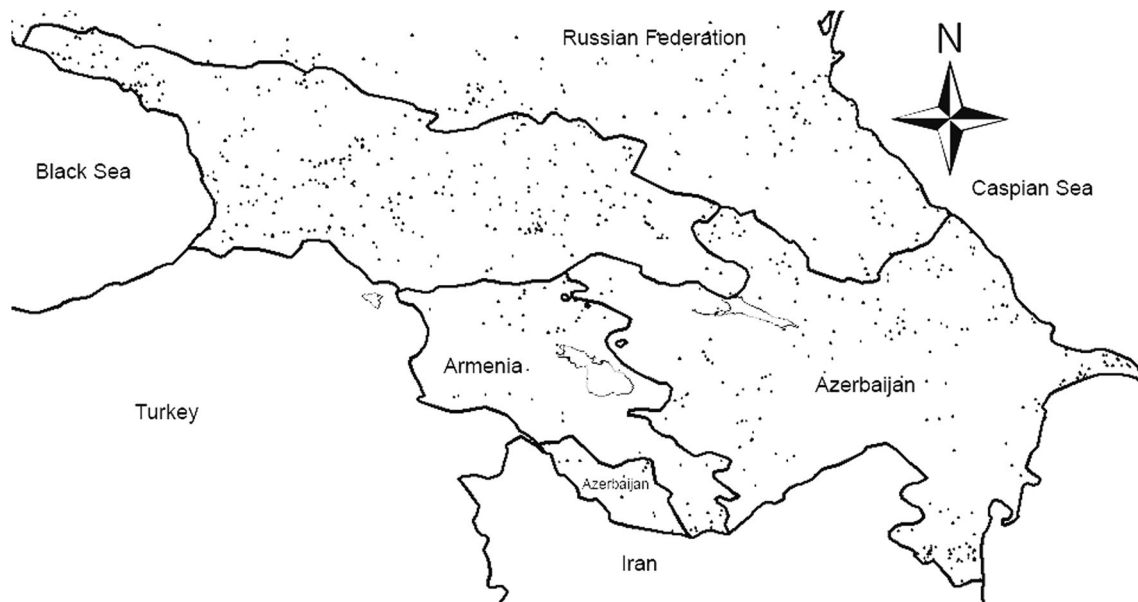 Russian Federation
N
Black Sea
Caspian Sea
Armenia
Azerbaijan
Turkey
Azerbaijan
Iran